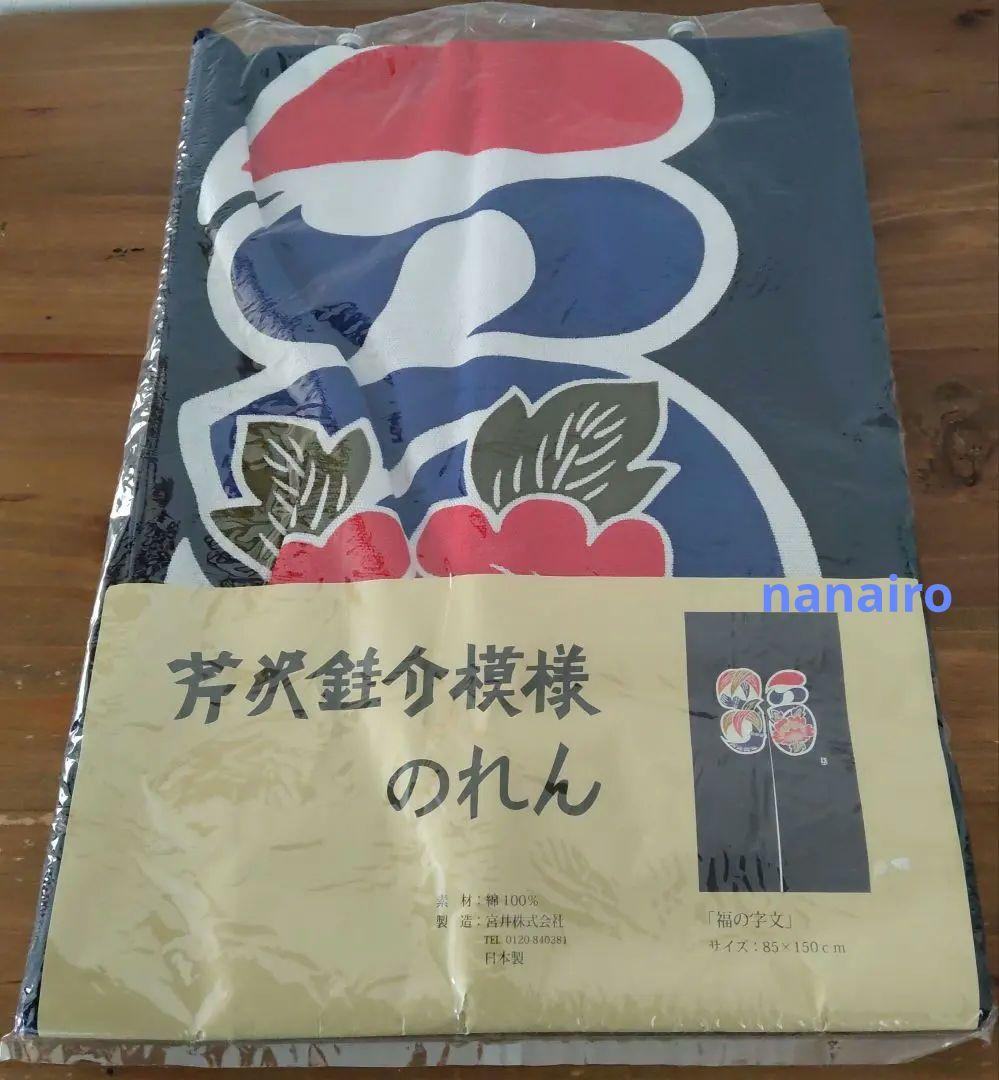 nanairo
芹沢銈介模様
のれん
素 材：綿100%
製 造：宮井株式会社
TEL 0120-840281
日本製
「福の字文」
サイズ：85×150cm